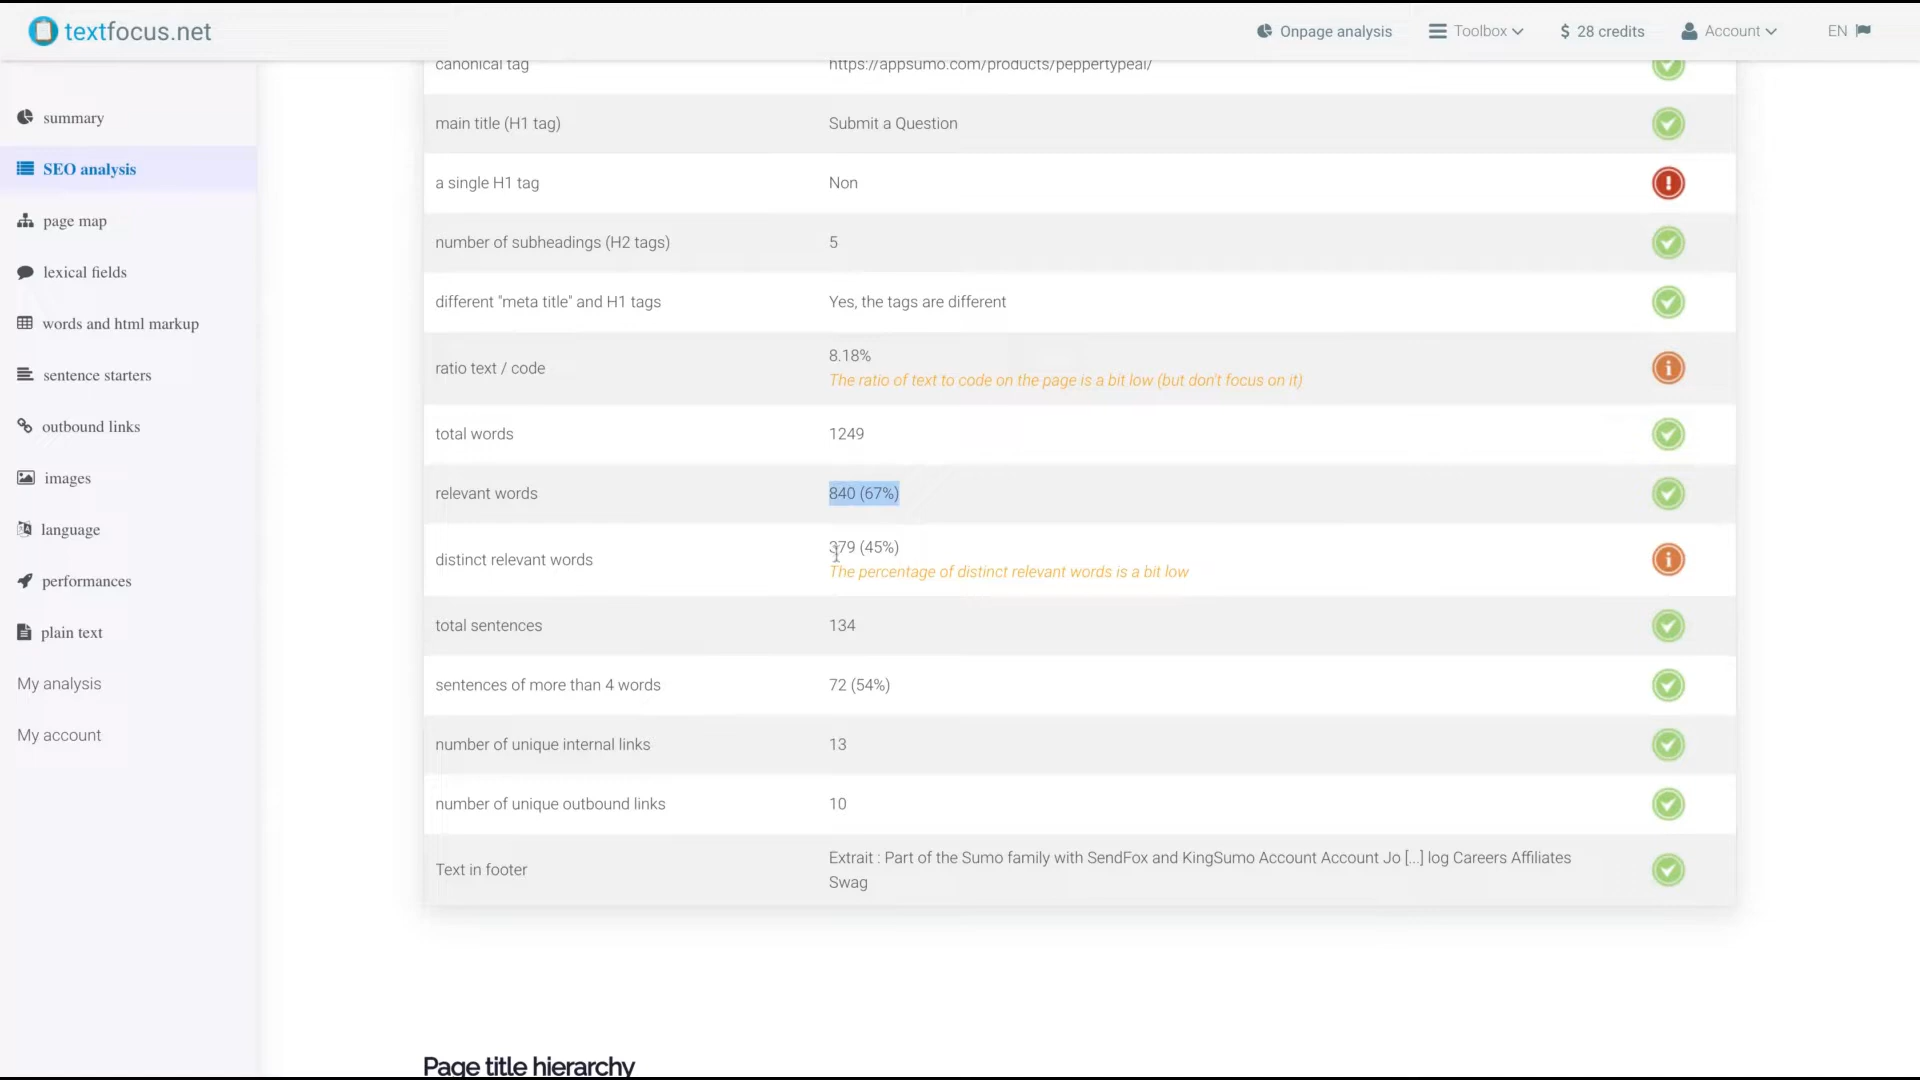 textfocus.net
Onpage analysis
Toolbox
$ 28 credits
Account
EN
summary
SEO analysis
page map
lexical fields
words and html markup
sentence starters
outbound links
images
language
performances
plain text
My analysis
My account
canonical tag https://appsumo.com/products/peppertypeai/
main title (H1 tag) Submit a Question
a single H1 tag Non
number of subheadings (H2 tags) 5
different "meta title" and H1 tags Yes, the tags are different
ratio text / code 8.18%
The ratio of text to code on the page is a bit low (but don't focus on it)
total words 1249
relevant words 840 (67%)
distinct relevant words 379 (45%)
The percentage of distinct relevant words is a bit low
total sentences 134
sentences of more than 4 words 72 (54%)
number of unique internal links 13
number of unique outbound links 10
Text in footer Extrait : Part of the Sumo family with SendFox and KingSumo Account Account Jo [...] log Careers Affiliates
Swag
Page title hierarchy